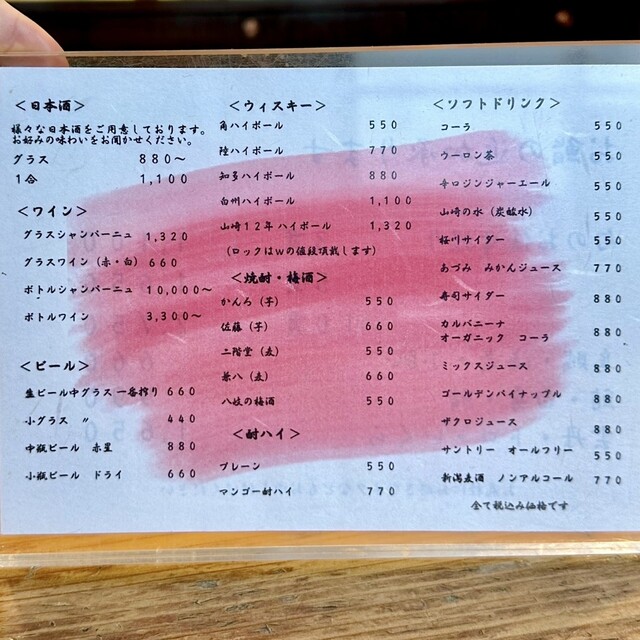 ＜日本酒＞
様々な日本酒をご用意しております。
お好みの味わいをお聞かせください。
グラス 880〜
1合 1,100
＜ワイン＞
グラスシャンパーニュ 1,320
グラスワイン（赤・白） 660
ボトルシャンパーニュ 10,000〜
ボトルワイン 3,300〜
＜ビール＞
生ビール中グラス 一番搾り 660
小グラス 〃 440
中瓶ビール 赤星 880
小瓶ビール ドライ 660
＜ウィスキー＞
角ハイボール 550
陸ハイボール 770
知多ハイボール 880
白州ハイボール 1,100
山崎12年ハイボール 1,320
（ロックはwの値段頂戴します）
＜焼酎・梅酒＞
かんろ（芋） 550
佐藤（芋） 660
二階堂（麦） 550
兼八（麦） 660
八岐の梅酒 550
＜酎ハイ＞
プレーン 550
マンゴー酎ハイ 770
＜ソフトドリンク＞
コーラ 550
ウーロン茶 550
辛口ジンジャーエール 550
山崎の水（炭酸水） 550
桜川サイダー 550
あづみ みかんジュース 770
寿司サイダー 880
カルバニーナ
オーガニック コーラ 880
ミックスジュース 880
ゴールデンパイナップル 880
ザクロジュース 880
サントリー オールフリー 550
新潟麦酒 ノンアルコール 770
全て税込み価格です